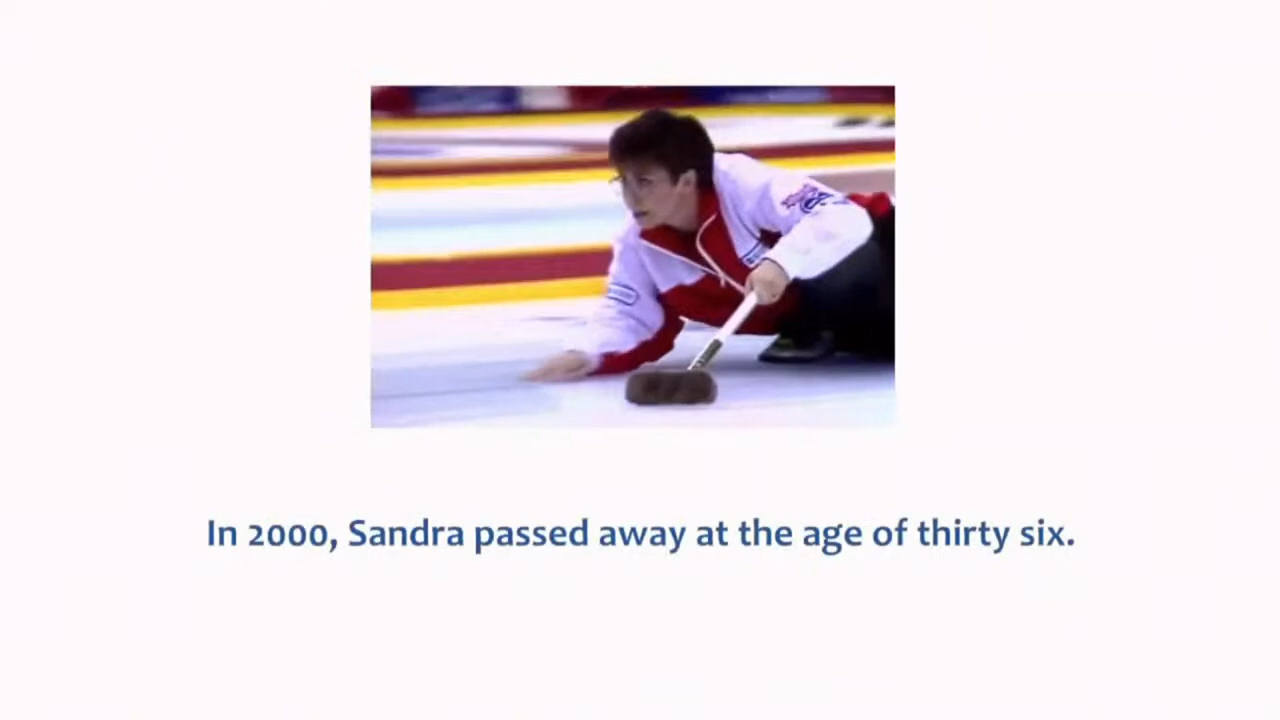 In 2000, Sandra passed away at the age of thirty six.